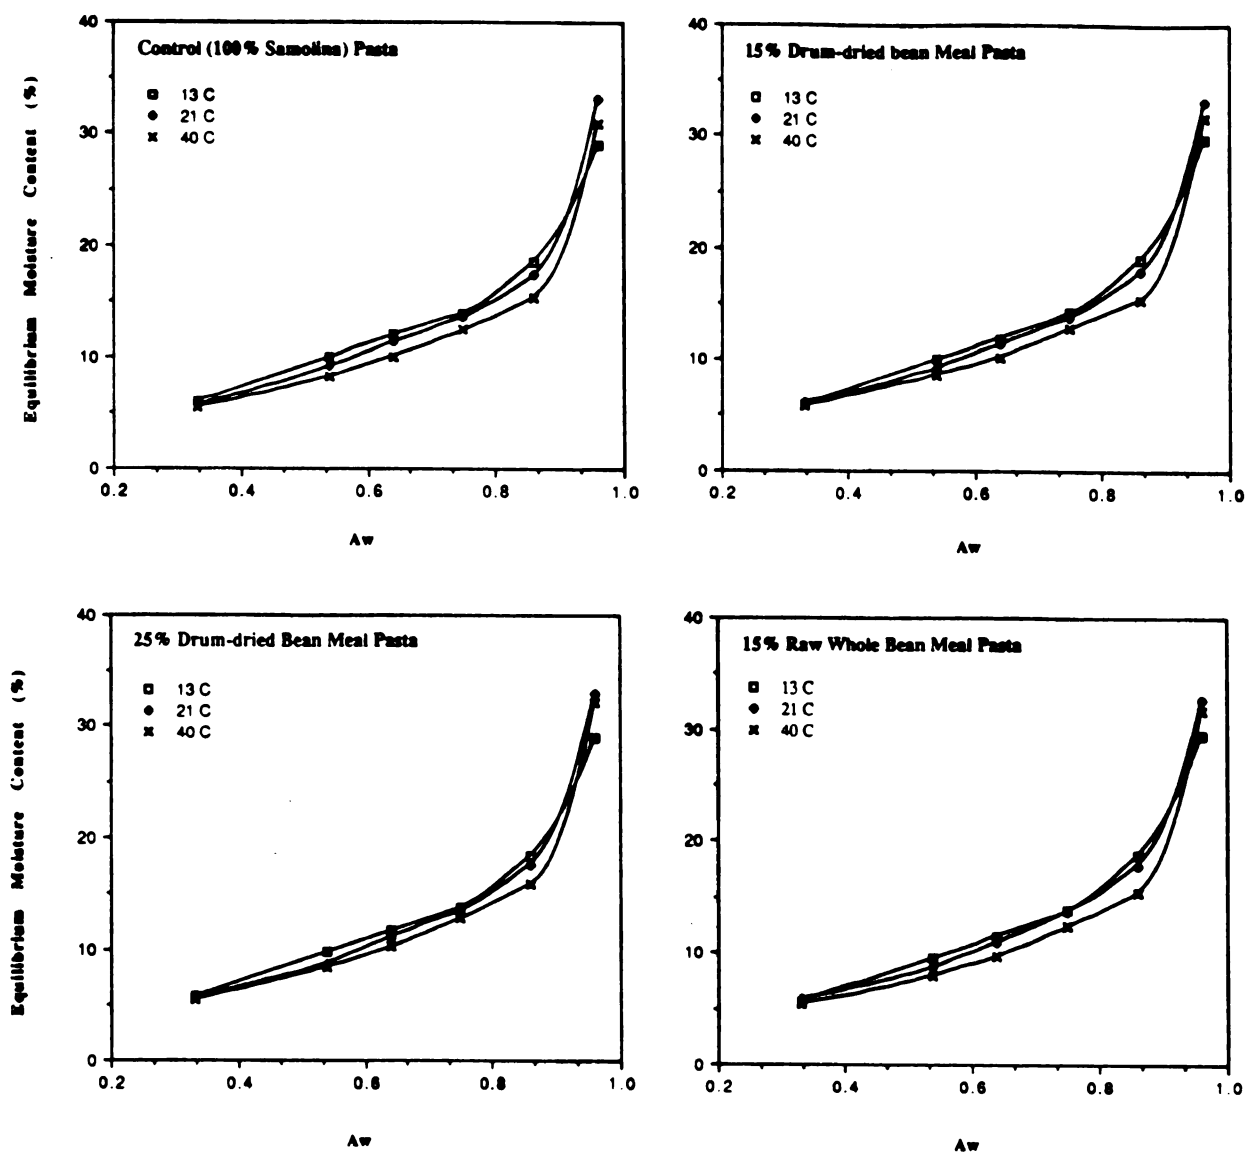 Control (100% Samolina) Pasta
13 C
21 C
40 C
Equilibrium Moisture Content (%)
40
30
20
10
0
0.2
0.4
0.6
0.8
1.0
Aw
15% Drum-dried bean Meal Pasta
13 C
21 C
40 C
40
30
20
10
0
0.2
0.4
0.6
0.8
1.0
Aw
25% Drum-dried Bean Meal Pasta
13 C
21 C
40 C
Equilibrium Moisture Content (%)
40
30
20
10
0
0.2
0.4
0.6
0.8
1.0
Aw
15% Raw Whole Bean Meal Pasta
13 C
21 C
40 C
40
30
20
10
0
0.2
0.4
0.6
0.8
1.0
Aw